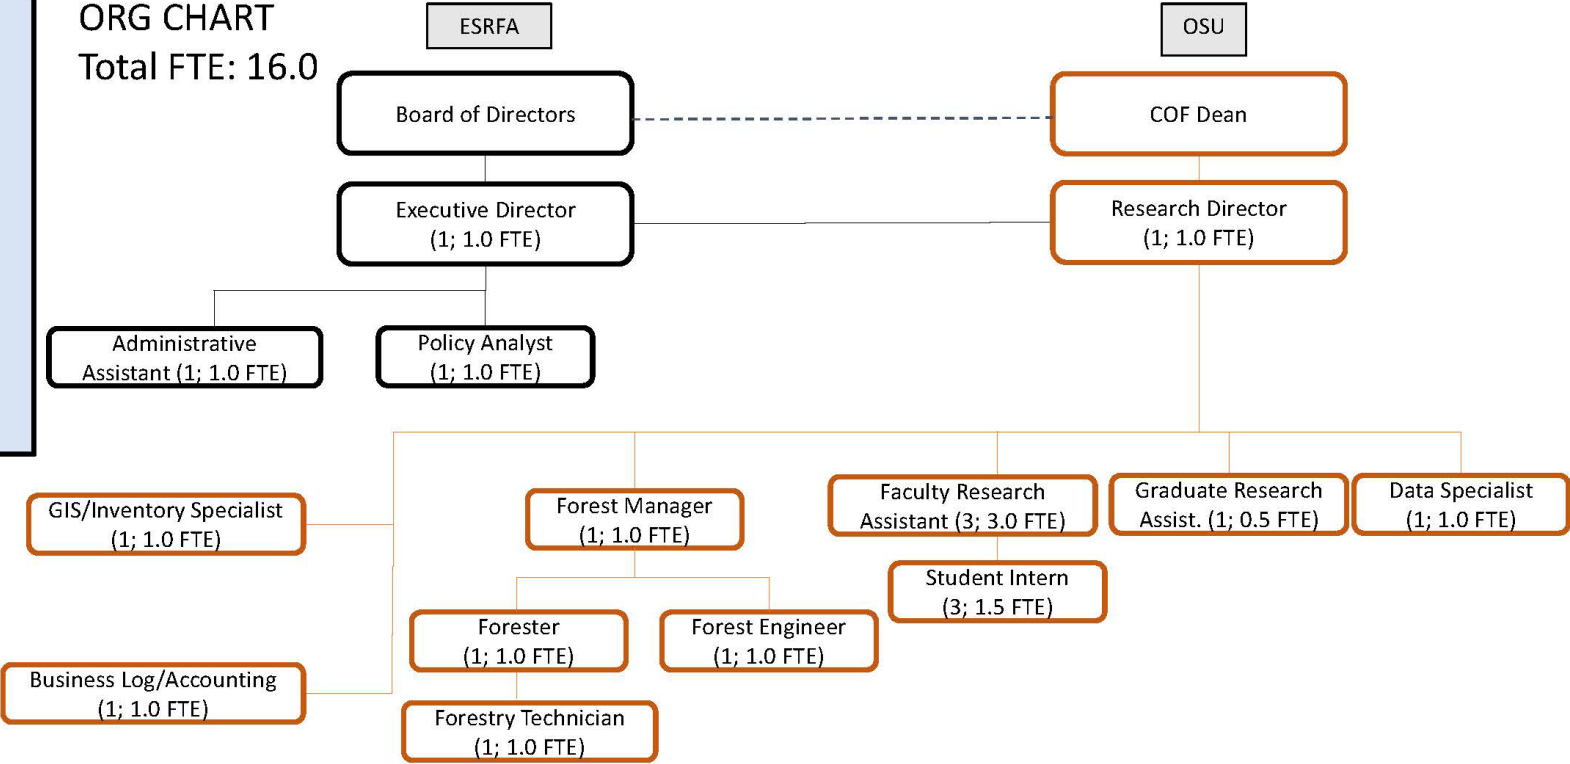 ORG CHART
Total FTE: 16.0
ESRFA
OSU
Board of Directors
COF Dean
Executive Director
(1; 1.0 FTE)
Research Director
(1; 1.0 FTE)
Administrative
Assistant (1; 1.0 FTE)
Policy Analyst
(1; 1.0 FTE)
GIS/Inventory Specialist
(1; 1.0 FTE)
Forest Manager
(1; 1.0 FTE)
Faculty Research
Assistant (3; 3.0 FTE)
Graduate Research
Assist. (1; 0.5 FTE)
Data Specialist
(1; 1.0 FTE)
Student Intern
(3; 1.5 FTE)
Forester
(1; 1.0 FTE)
Forest Engineer
(1; 1.0 FTE)
Business Log/Accounting
(1; 1.0 FTE)
Forestry Technician
(1; 1.0 FTE)